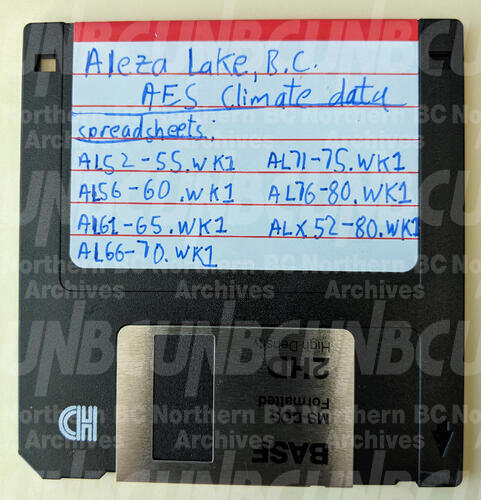 Aleza Lake, B.C.
AES Climate data
spreadsheets:
AL52-55.WK1 AL71-75.WK1
AL56-60.WK1 AL76-80.WK1
AL61-65.WK1 ALX52-80.WK1
AL66-70.WK1
UNBC
Northern BC
Archives
High-Density
2HD
MS-DOS
Formatted
BASF
HD